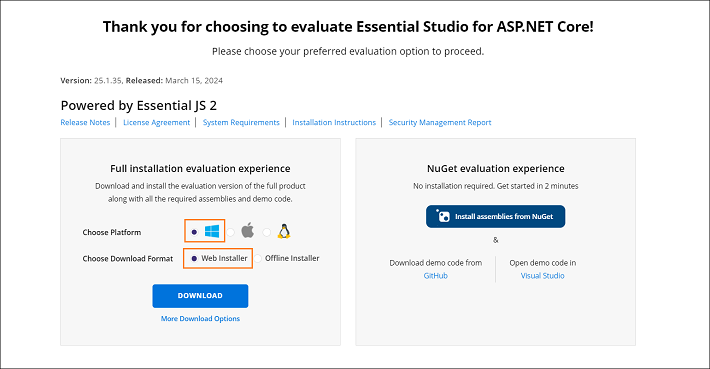 Thank you for choosing to evaluate Essential Studio for ASP.NET Core!
Please choose your preferred evaluation option to proceed.
Version: 25.1.35, Released: March 15, 2024
Powered by Essential JS 2
Release Notes | License Agreement | System Requirements | Installation Instructions | Security Management Report
Full installation evaluation experience
Download and install the evaluation version of the full product
along with all the required assemblies and demo code.
Choose Platform
Choose Download Format Web Installer Offline Installer
DOWNLOAD
More Download Options
NuGet evaluation experience
No installation required. Get started in 2 minutes
Install assemblies from NuGet
&
Download demo code from
GitHub
Open demo code in
Visual Studio